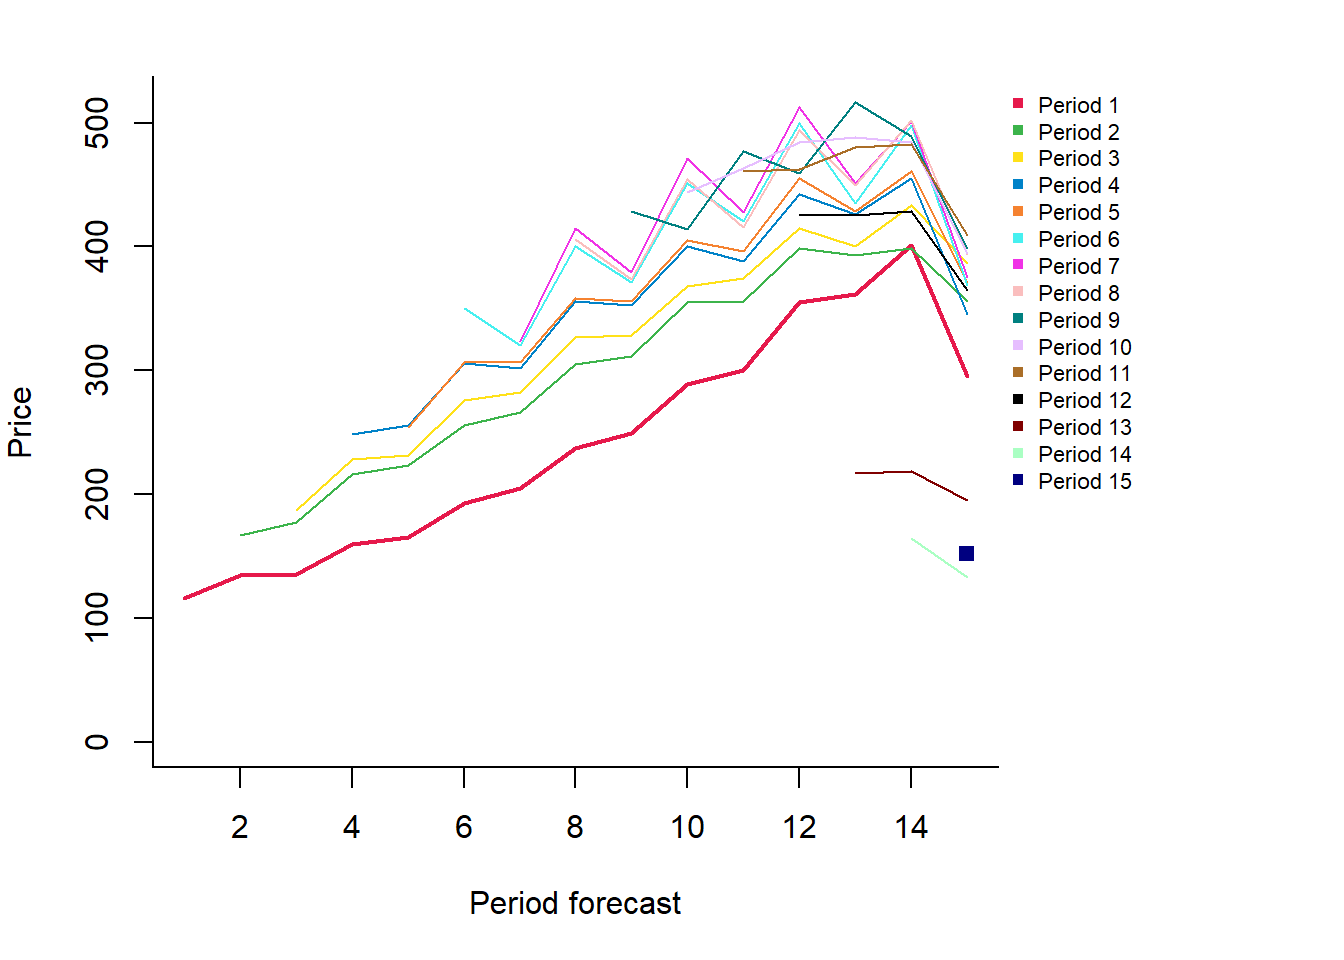 500
400
300
200
100
0
Price
2 4 6 8 10 12 14
Period forecast
Period 1
Period 2
Period 3
Period 4
Period 5
Period 6
Period 7
Period 8
Period 9
Period 10
Period 11
Period 12
Period 13
Period 14
Period 15